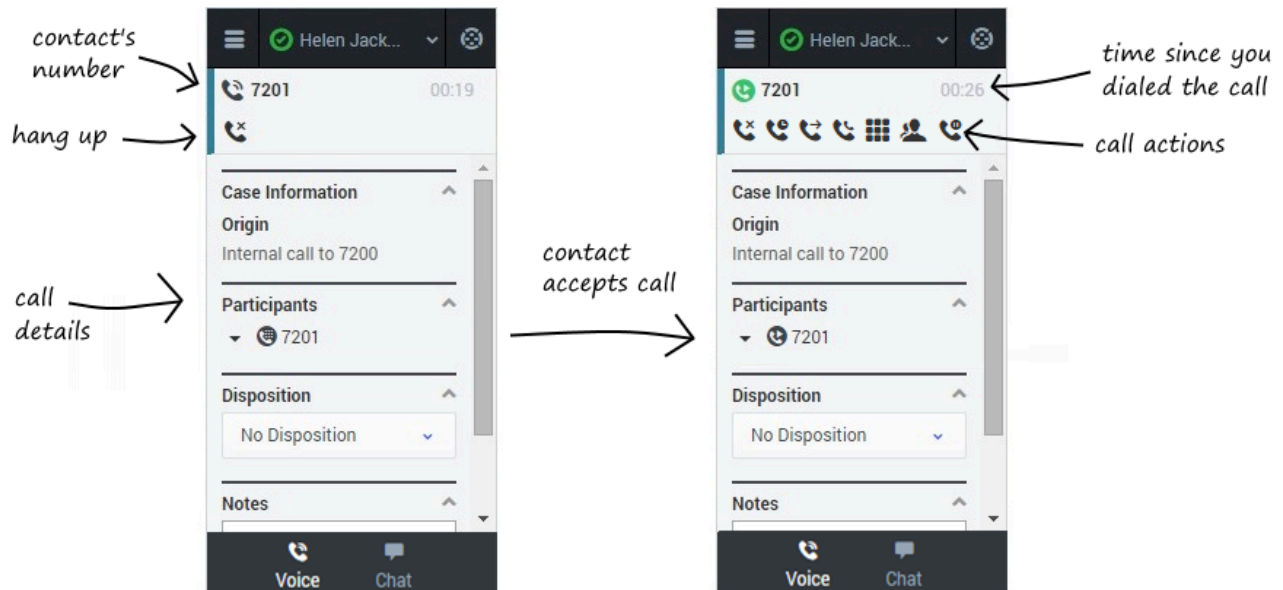 contact's
number
hang up
call
details
Helen Jack...
7201 00:19
Case Information
Origin
Internal call to 7200
Participants
7201
Disposition
No Disposition
Notes
Voice Chat
contact
accepts call
Helen Jack...
7201 00:26
Case Information
Origin
Internal call to 7200
Participants
7201
Disposition
No Disposition
Notes
Voice Chat
time since you
dialed the call
call actions